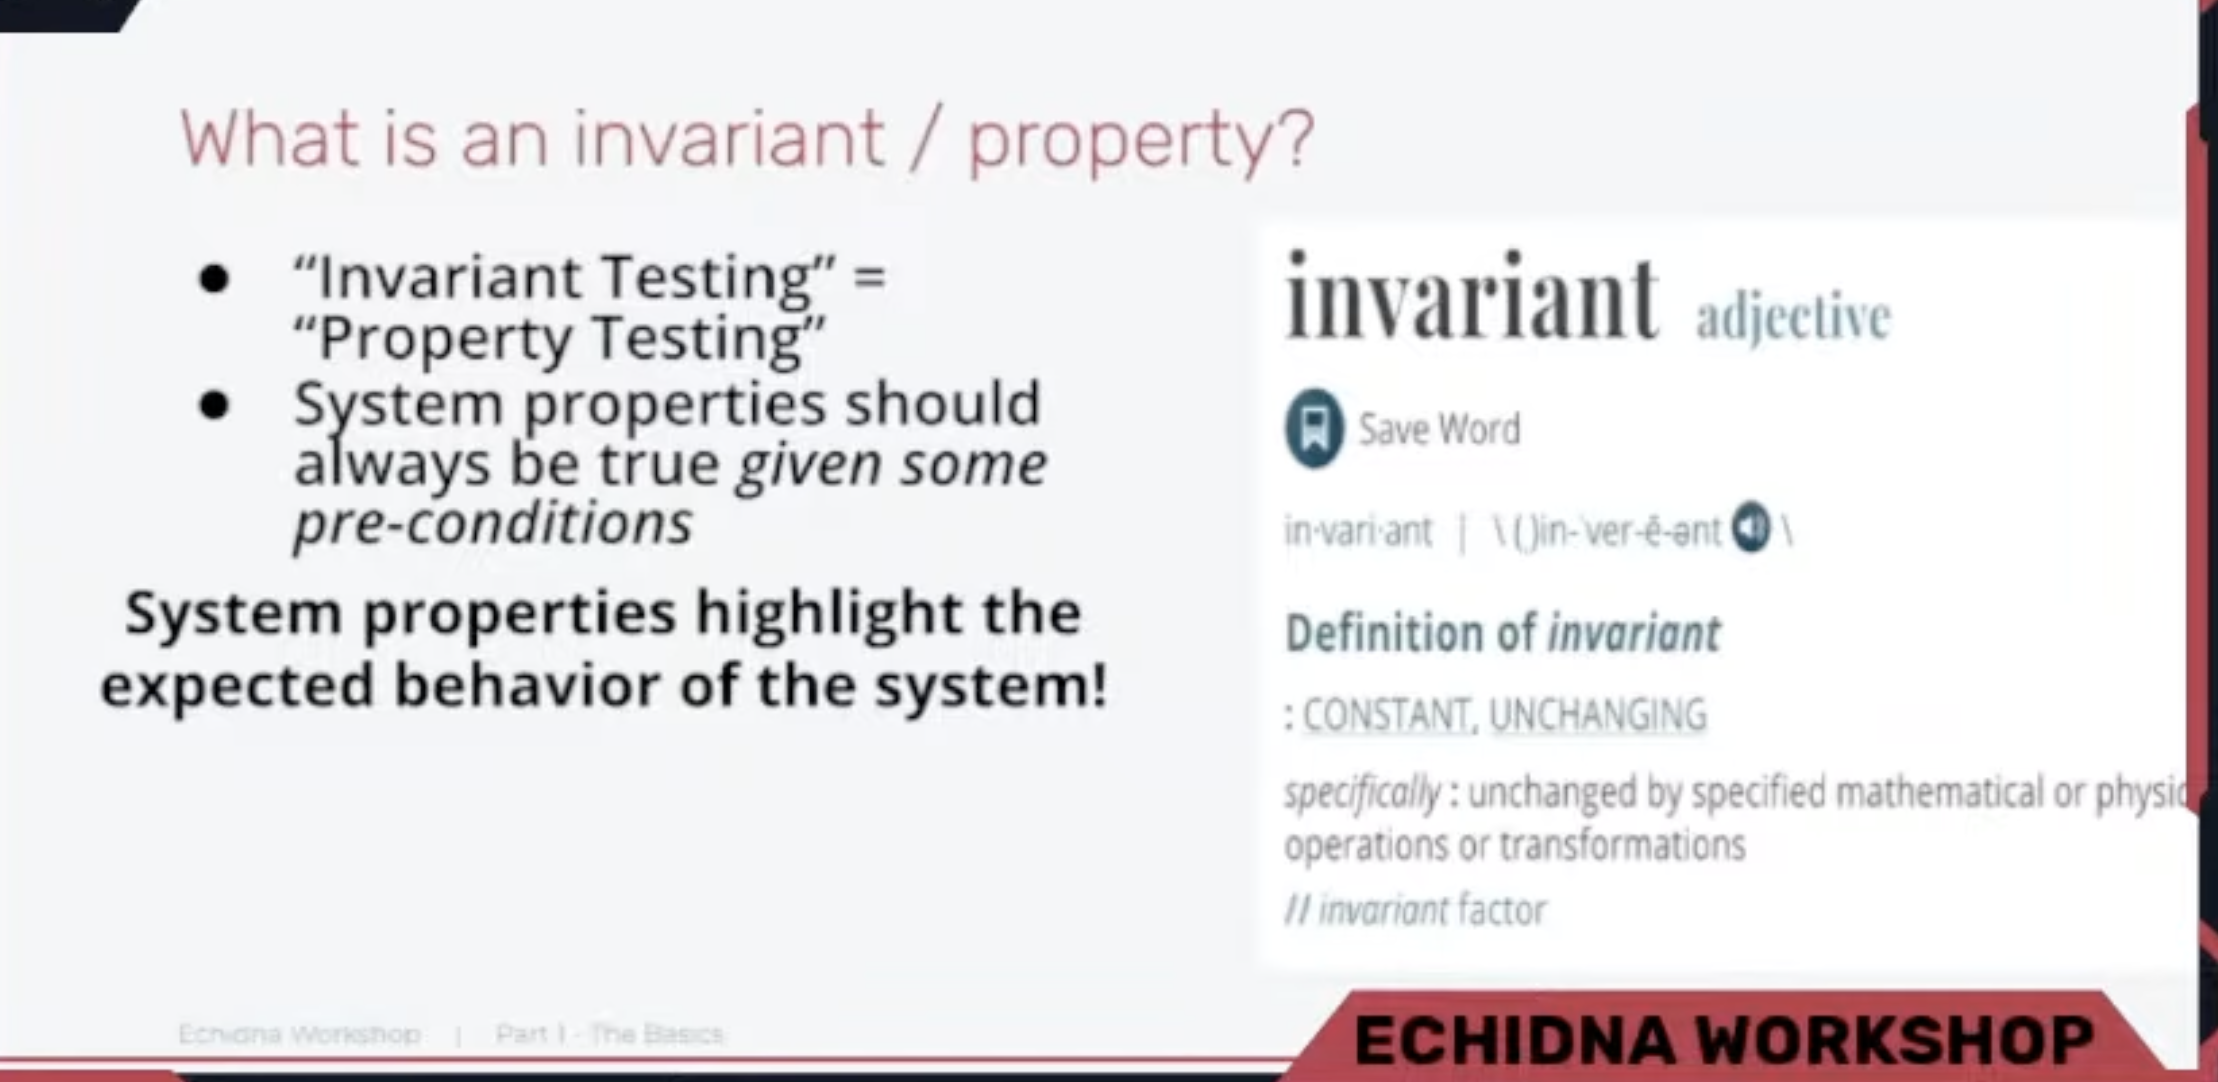 What is an invariant / property?
● “Invariant Testing” =
“Property Testing”
● System properties should
always be true given some
pre-conditions
System properties highlight the
expected behavior of the system!
invariant adjective
Save Word
in·vari·ant | \ ()in-ˈver-ē-ənt \
Definition of invariant
: CONSTANT, UNCHANGING
specifically : unchanged by specified mathematical or physic
operations or transformations
// invariant factor
Echidna Workshop | Part 1 - The Basics
ECHIDNA WORKSHOP